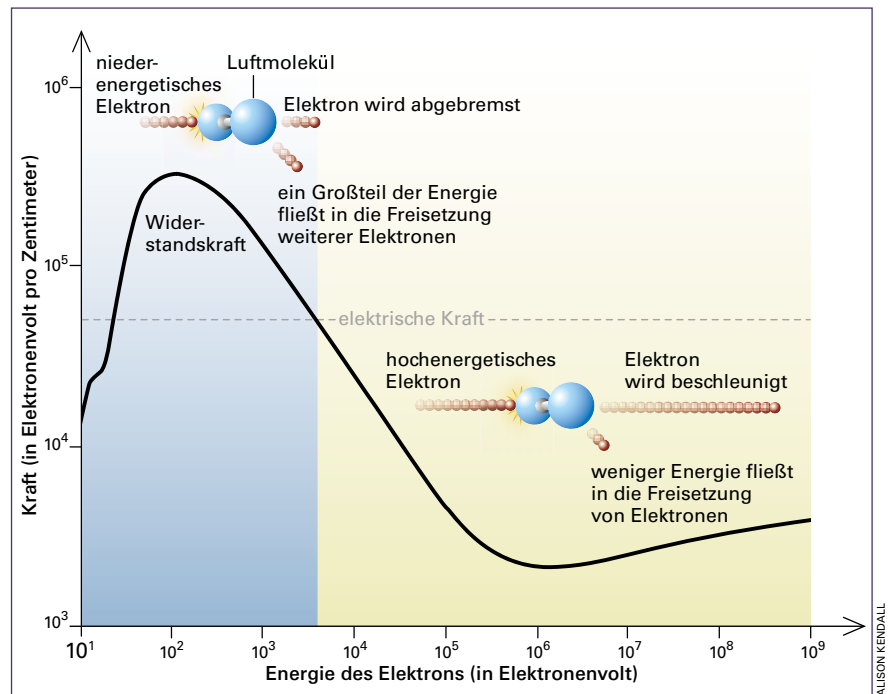 nieder-
energetisches
Elektron
Luftmolekül
Elektron wird abgebremst
ein Großteil der Energie
fließt in die Freisetzung
weiterer Elektronen
Wider-
standskraft
elektrische Kraft
hochenergetisches
Elektron
Elektron
wird beschleunigt
weniger Energie fließt
in die Freisetzung
von Elektronen
Kraft (in Elektronenvolt pro Zentimeter)
10⁶
10⁵
10⁴
10³
10¹ 10² 10³ 10⁴ 10⁵ 10⁶ 10⁷ 10⁸ 10⁹
Energie des Elektrons (in Elektronenvolt)
ALISON KENDALL